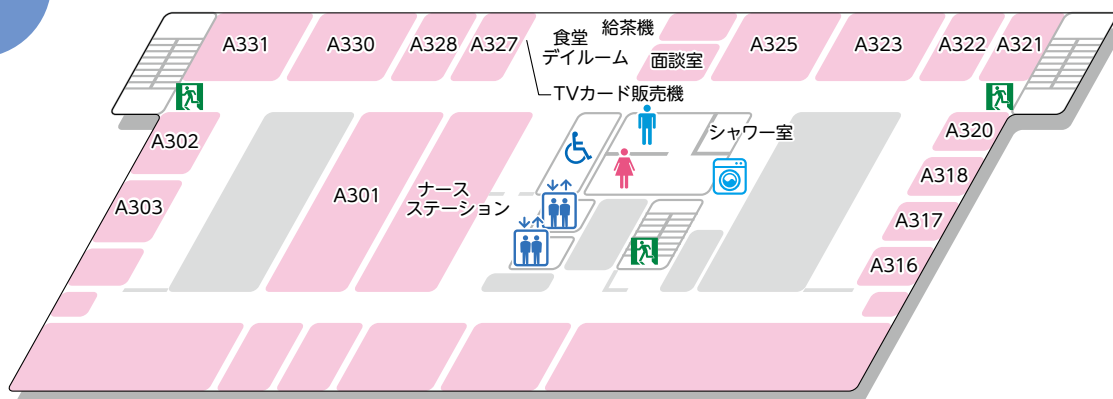 A331
A330
A328
A327
食堂
デイルーム
給茶機
面談室
A325
A323
A322
A321
TVカード販売機
A302
シャワー室
A320
A303
A301
ナース
ステーション
A318
A317
A316